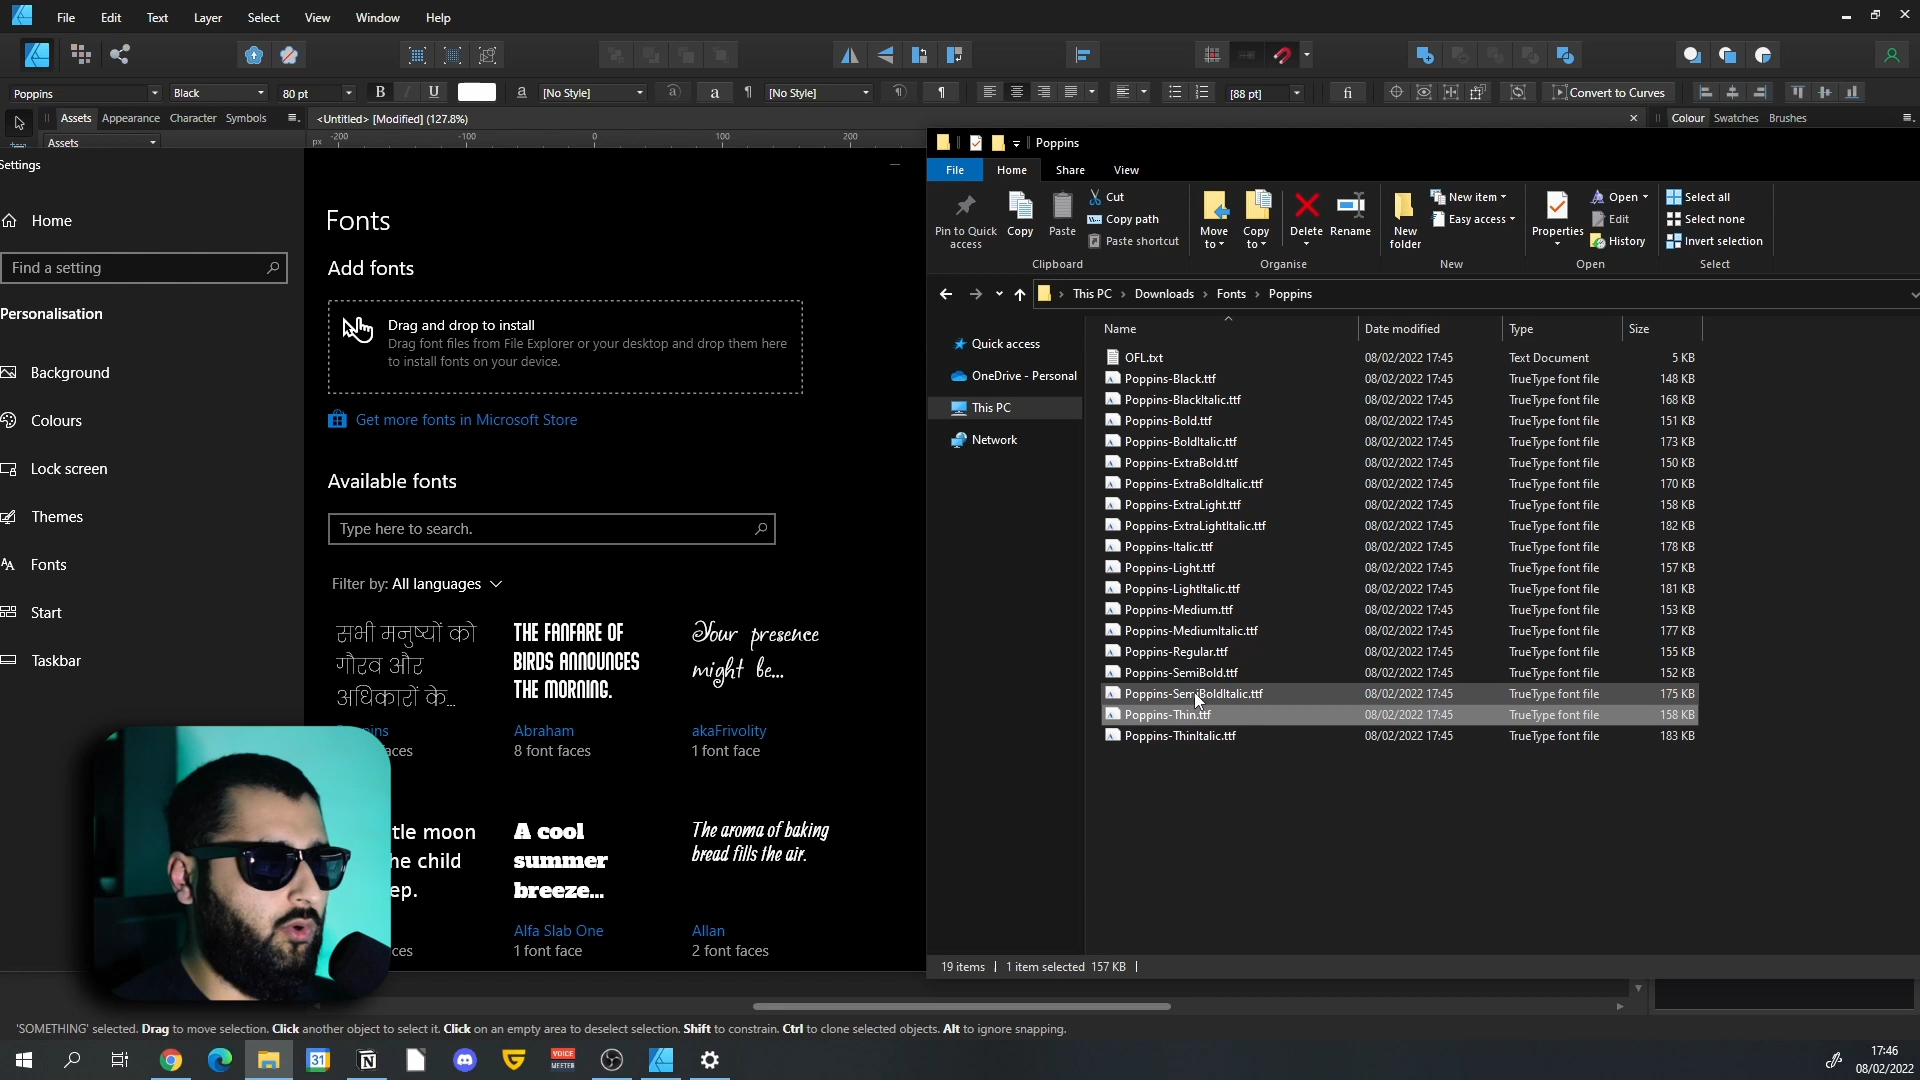 File Edit Text Layer Select View Window Help
Poppins Black 80 pt B I U a [No Style] a a ¶ [No Style] ¶ ¶ [88 pt] fi Convert to Curves
Assets Appearance Character Symbols <Untitled> [Modified] (127.8%) Colour Swatches Brushes
Assets px -200 -100 0 100 200
Settings
Home
Find a setting
Personalisation
Background
Colours
Lock screen
Themes
Fonts
Start
Taskbar
Fonts
Add fonts
Drag and drop to install
Drag font files from File Explorer or your desktop and drop them here
to install fonts on your device.
Get more fonts in Microsoft Store
Available fonts
Type here to search.
Filter by: All languages
सभी मनुष्यों को
गौरव और
अधिकारों के...
THE FANFARE OF
BIRDS ANNOUNCES
THE MORNING.
Abraham
8 font faces
Your presence
might be...
akaFrivolity
1 font face
tle moon
he child
ep.
A cool
summer
breeze...
Alfa Slab One
1 font face
The aroma of baking
bread fills the air.
Allan
2 font faces
Poppins
File Home Share View
Pin to Quick access
Copy
Paste
Cut
Copy path
Paste shortcut
Clipboard
Move to
Copy to
Delete
Rename
Organise
New folder
New item
Easy access
New
Properties
Open
Edit
History
Open
Select all
Select none
Invert selection
Select
This PC › Downloads › Fonts › Poppins
Quick access
OneDrive - Personal
This PC
Network
Name Date modified Type Size
OFL.txt 08/02/2022 17:45 Text Document 5 KB
Poppins-Black.ttf 08/02/2022 17:45 TrueType font file 148 KB
Poppins-BlackItalic.ttf 08/02/2022 17:45 TrueType font file 168 KB
Poppins-Bold.ttf 08/02/2022 17:45 TrueType font file 151 KB
Poppins-BoldItalic.ttf 08/02/2022 17:45 TrueType font file 173 KB
Poppins-ExtraBold.ttf 08/02/2022 17:45 TrueType font file 150 KB
Poppins-ExtraBoldItalic.ttf 08/02/2022 17:45 TrueType font file 170 KB
Poppins-ExtraLight.ttf 08/02/2022 17:45 TrueType font file 158 KB
Poppins-ExtraLightItalic.ttf 08/02/2022 17:45 TrueType font file 182 KB
Poppins-Italic.ttf 08/02/2022 17:45 TrueType font file 178 KB
Poppins-Light.ttf 08/02/2022 17:45 TrueType font file 157 KB
Poppins-LightItalic.ttf 08/02/2022 17:45 TrueType font file 181 KB
Poppins-Medium.ttf 08/02/2022 17:45 TrueType font file 153 KB
Poppins-MediumItalic.ttf 08/02/2022 17:45 TrueType font file 177 KB
Poppins-Regular.ttf 08/02/2022 17:45 TrueType font file 155 KB
Poppins-SemiBold.ttf 08/02/2022 17:45 TrueType font file 152 KB
Poppins-SemiBoldItalic.ttf 08/02/2022 17:45 TrueType font file 175 KB
Poppins-Thin.ttf 08/02/2022 17:45 TrueType font file 158 KB
Poppins-ThinItalic.ttf 08/02/2022 17:45 TrueType font file 183 KB
19 items 1 item selected 157 KB
'SOMETHING' selected. Drag to move selection. Click another object to select it. Click on an empty area to deselect selection. Shift to constrain. Ctrl to clone selected objects. Alt to ignore snapping.
31
VOICE
MEETER
17:46
08/02/2022